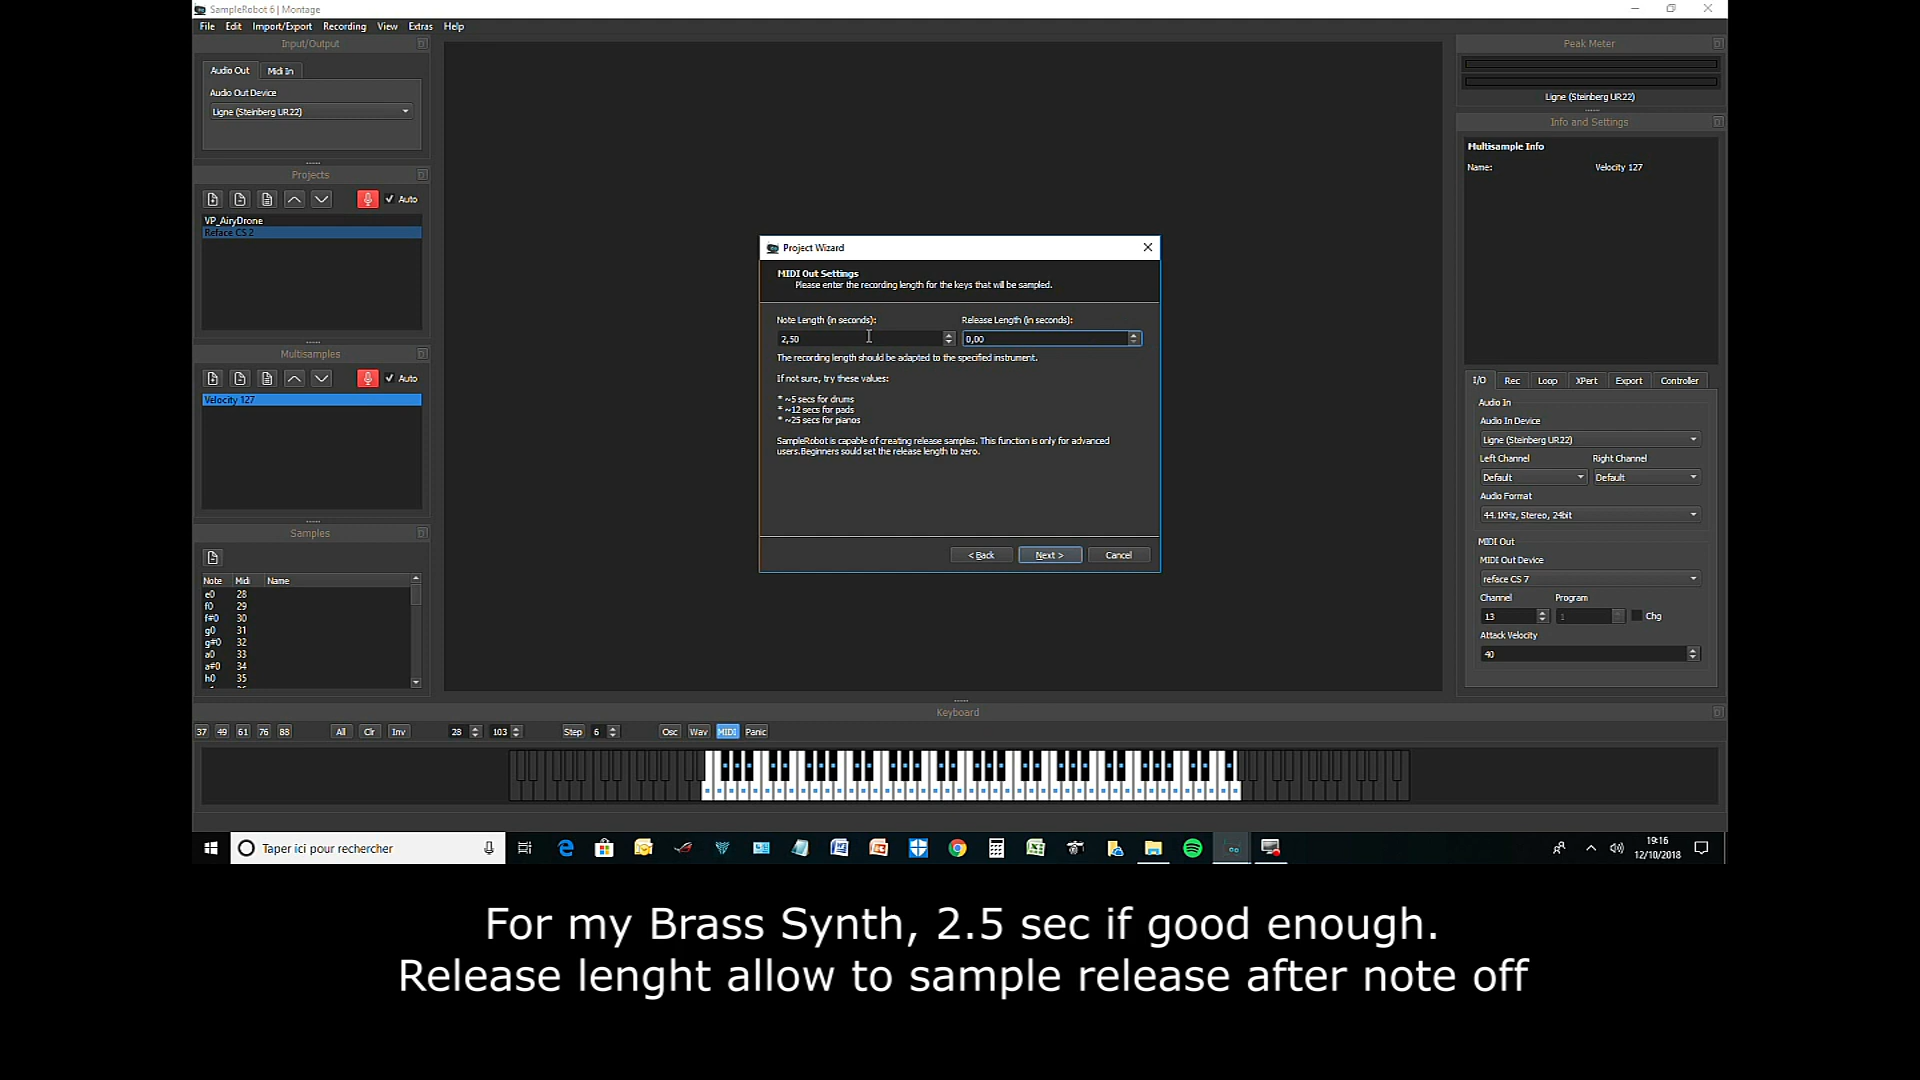 SampleRobot 6 | Montage
File Edit Import/Export Recording View Extras Help
Input/Output
Audio Out Midi In
Audio Out Device
Ligne (Steinberg UR22)
Projects
Auto
VP_AiryDrone
Reface CS 2
Multisamples
Auto
Velocity 127
Samples
Note Midi Name
e0 28
f0 29
f#0 30
g0 31
g#0 32
a0 33
a#0 34
h0 35
Project Wizard
MIDI Out Settings
Please enter the recording length for the keys that will be sampled.
Note Length (in seconds): Release Length (in seconds):
2,50 0,00
The recording length should be adapted to the specified instrument.
If not sure, try these values:
* ~5 secs for drums
* ~12 secs for pads
* ~25 secs for pianos
SampleRobot is capable of creating release samples. This function is only for advanced
users.Beginners sould set the release length to zero.
< Back Next > Cancel
Peak Meter
Ligne (Steinberg UR22)
Info and Settings
Multisample Info
Name: Velocity 127
I/O Rec Loop XPert Export Controller
Audio In
Audio In Device
Ligne (Steinberg UR22)
Left Channel Right Channel
Default Default
Audio Format
44.1KHz, Stereo, 24bit
MIDI Out
MIDI Out Device
reface CS 7
Channel Program
13 1 Chg
Attack Velocity
40
Keyboard
37 49 61 76 88 All Clr Inv 28 103 Step 6 Osc Wav MIDI Panic
Taper ici pour rechercher
19:16
12/10/2018
For my Brass Synth, 2.5 sec if good enough.
Release lenght allow to sample release after note off